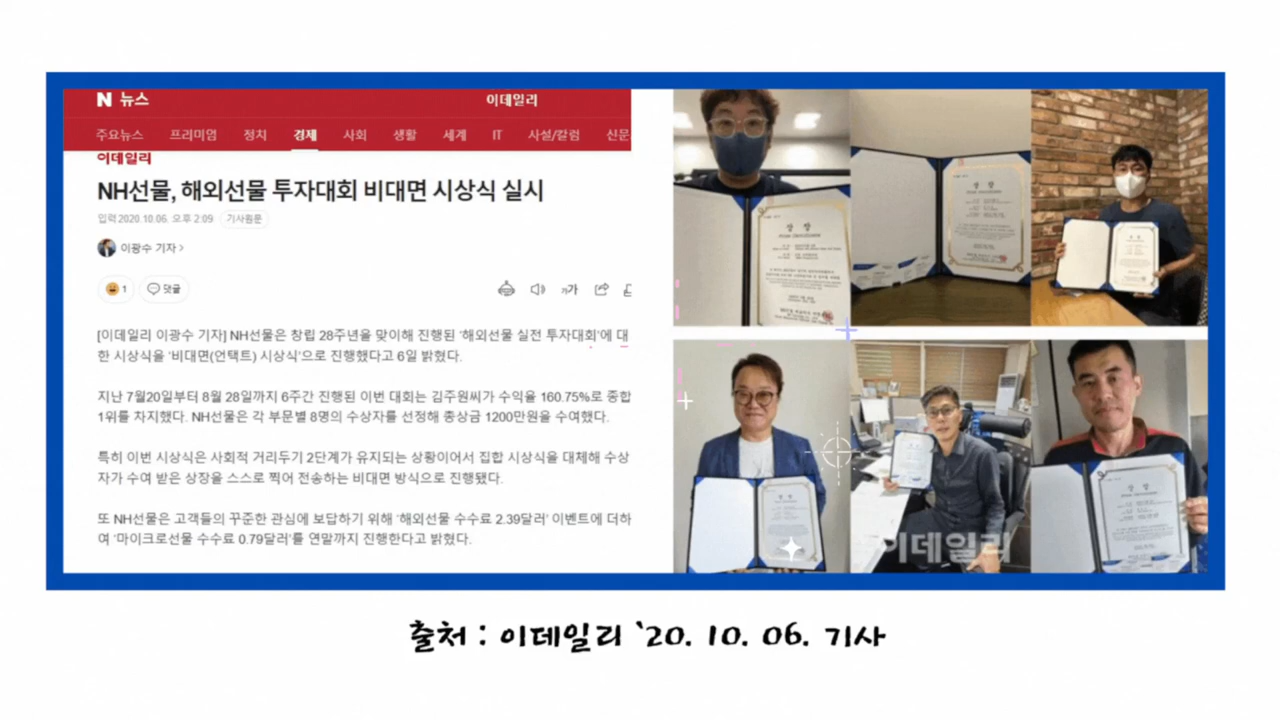 N 뉴스
이데일리
주요뉴스 프리미엄 정치 경제 사회 생활 세계 IT 사설/칼럼 신문
이데일리
NH선물, 해외선물 투자대회 비대면 시상식 실시
입력 2020.10.06. 오후 2:09 기사원문
이광수 기자
1 댓글
가가
[이데일리 이광수 기자] NH선물은 창립 28주년을 맞이해 진행된 '해외선물 실전 투자대회'에 대
한 시상식을 '비대면(언택트) 시상식'으로 진행했다고 6일 밝혔다.
지난 7월20일부터 8월 28일까지 6주간 진행된 이번 대회는 김주원씨가 수익율 160.75%로 종합
1위를 차지했다. NH선물은 각 부문별 8명의 수상자를 선정해 총상금 1200만원을 수여했다.
특히 이번 시상식은 사회적 거리두기 2단계가 유지되는 상황이어서 집합 시상식을 대체해 수상
자가 수여 받은 상장을 스스로 찍어 전송하는 비대면 방식으로 진행됐다.
또 NH선물은 고객들의 꾸준한 관심에 보답하기 위해 '해외선물 수수료 2.39달러' 이벤트에 더하
여 '마이크로선물 수수료 0.79달러'를 연말까지 진행한다고 밝혔다.
상장
상장
상장
상장
상장
상장
이데일리
출처 : 이데일리 '20. 10. 06. 기사